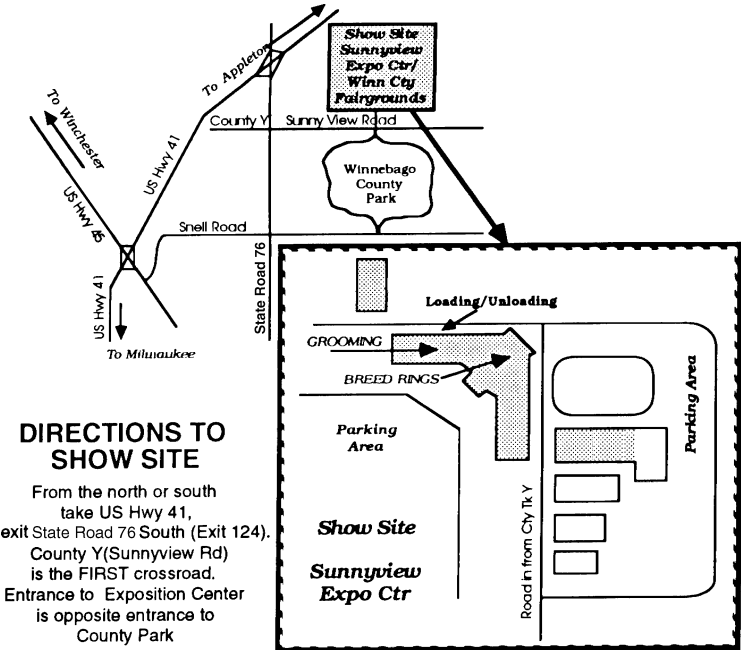 To Appleton
Show Site
Sunnyview
Expo Ctr/
Winn Cty
Fairgrounds
To Winchester
County Y Sunny View Road
US Hwy 41
Winnebago
County
Park
US Hwy 45
Snell Road
State Road 76
US Hwy 41
To Milwaukee
Loading/Unloading
GROOMING
BREED RINGS
Parking Area
Parking
Area
Show Site
Sunnyview
Expo Ctr
Road in from Cty Tk Y
DIRECTIONS TO
SHOW SITE
From the north or south
take US Hwy 41,
exit State Road 76 South (Exit 124).
County Y(Sunnyview Rd)
is the FIRST crossroad.
Entrance to Exposition Center
is opposite entrance to
County Park